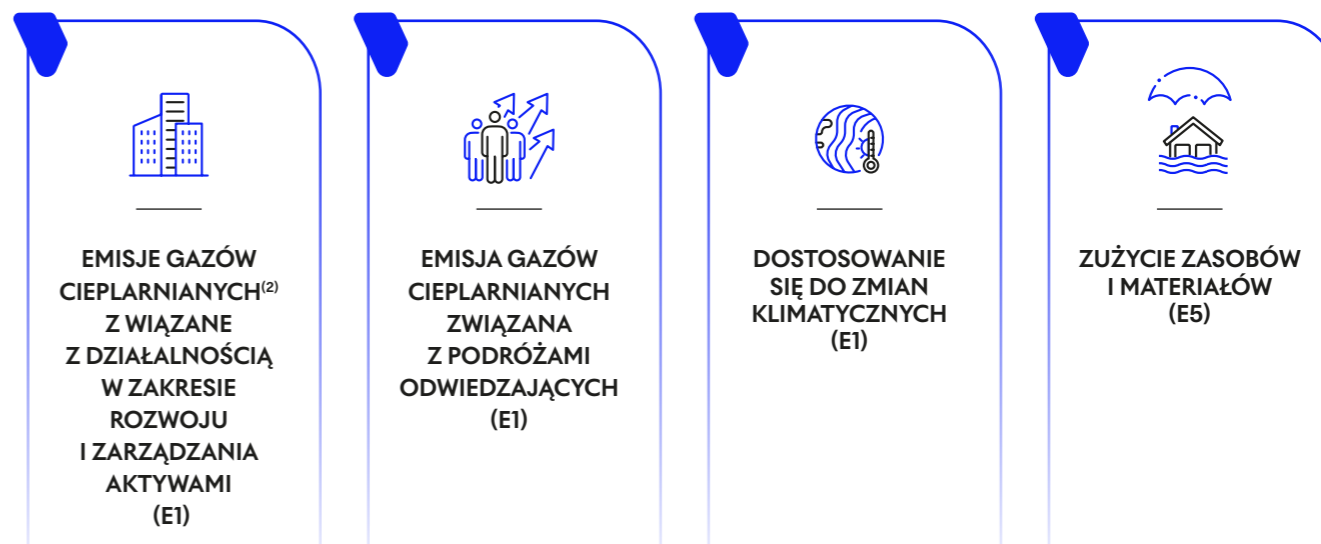 EMISJE GAZÓW
CIEPLARNIANYCH(2)
Z WIĄZANE
Z DZIAŁALNOŚCIĄ
W ZAKRESIE
ROZWOJU
I ZARZĄDZANIA
AKTYWAMI
(E1)
EMISJA GAZÓW
CIEPLARNIANYCH
ZWIĄZANA
Z PODRÓŻAMI
ODWIEDZAJĄCYCH
(E1)
DOSTOSOWANIE
SIĘ DO ZMIAN
KLIMATYCZNYCH
(E1)
ZUŻYCIE ZASOBÓW
I MATERIAŁÓW
(E5)